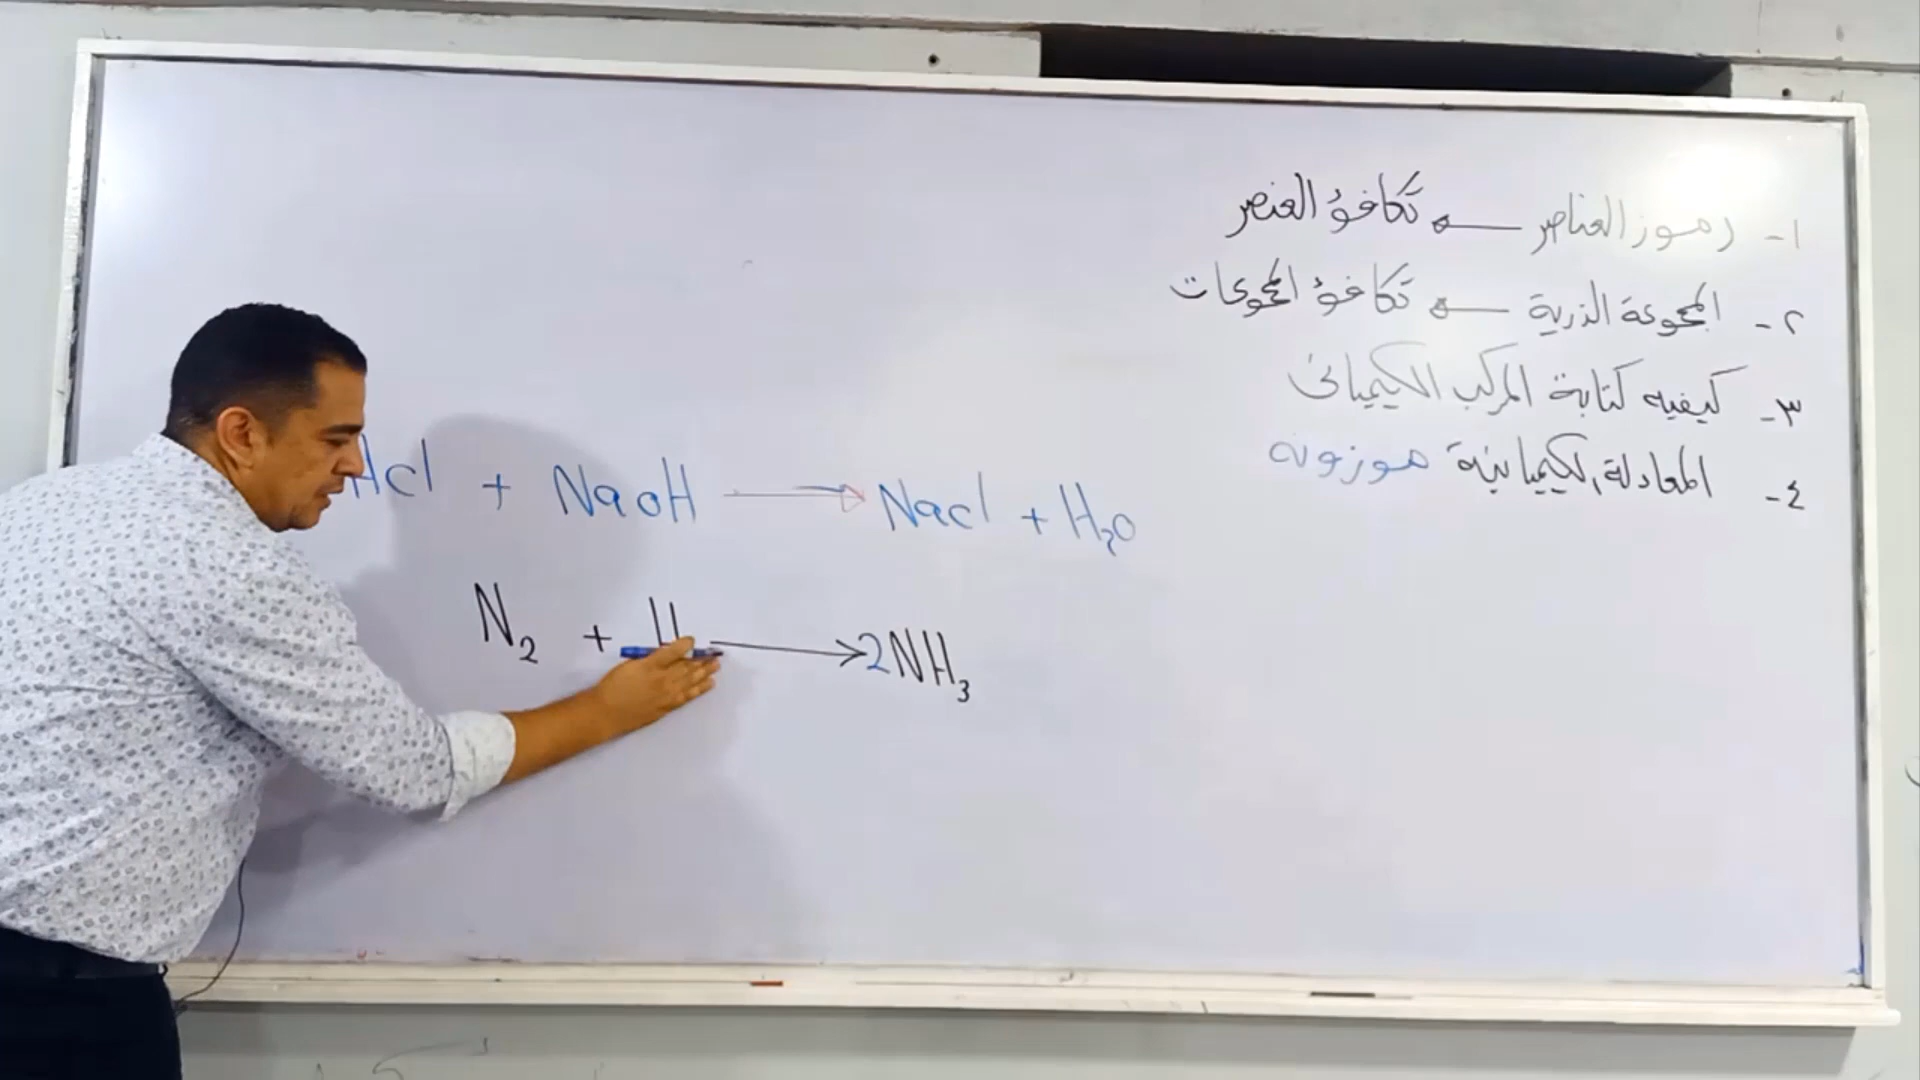 ١- رموز العناصر ← تكافؤ العنصر
٢- المجموعة الذرية ← تكافؤ المجموعات
٣- كيفيه كتابة المركب الكيميائى
٤- المعادلة الكيميائية موزونه
Hcl + NaoH → Nacl + H₂o
N₂ + H → 2NH₃